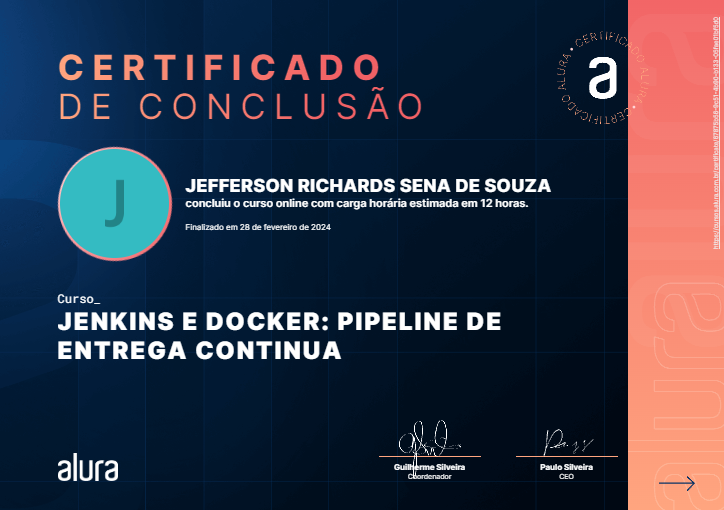 CERTIFICADO
DE CONCLUSÃO
CERTIFICADO ALURA • CERTIFICADO ALURA •
a
J
JEFFERSON RICHARDS SENA DE SOUZA
concluiu o curso online com carga horária estimada em 12 horas.
Finalizado em 28 de fevereiro de 2024
Curso_
JENKINS E DOCKER: PIPELINE DE
ENTREGA CONTINUA
Guilherme Silveira
Coordenador
Paulo Silveira
CEO
alura
alura